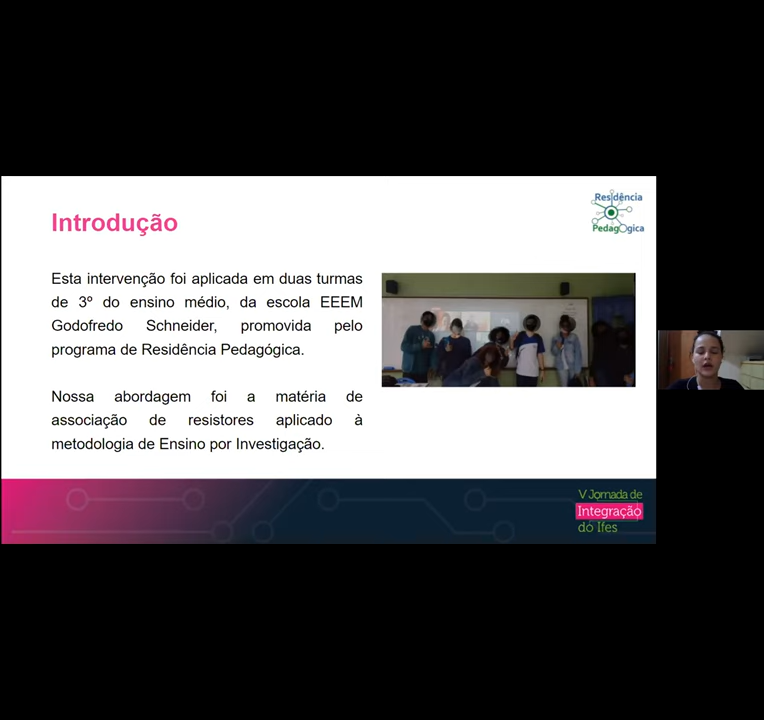 Introdução
Residência
Pedagógica
Esta intervenção foi aplicada em duas turmas
de 3º do ensino médio, da escola EEEM
Godofredo Schneider, promovida pelo
programa de Residência Pedagógica.
Nossa abordagem foi a matéria de
associação de resistores aplicado à
metodologia de Ensino por Investigação.
V Jornada de
Integração
do Ifes